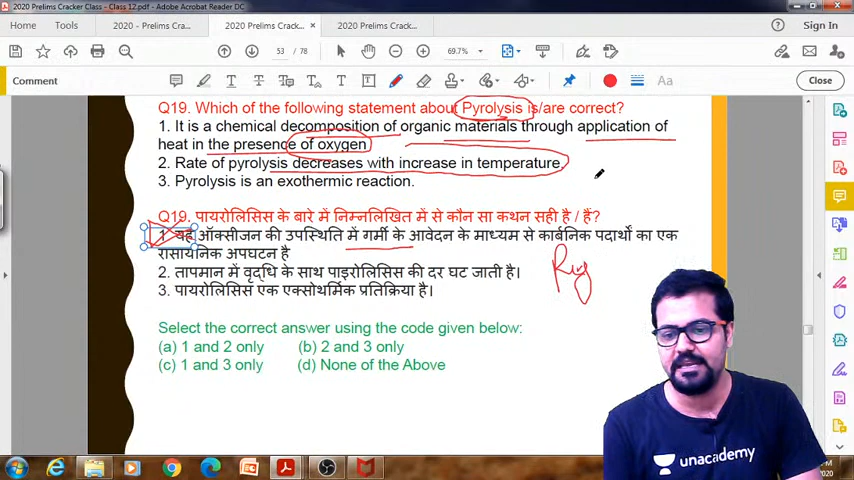 2020 Prelims Cracker Class - Class 12.pdf - Adobe Acrobat Reader DC
Home Tools 2020 - Prelims Crac... 2020 Prelims Crack... × 2020 Prelims Crack... Sign In
53 / 78 69.7%
Comment Close
Q19. Which of the following statement about Pyrolysis is/are correct?
1. It is a chemical decomposition of organic materials through application of
heat in the presence of oxygen
2. Rate of pyrolysis decreases with increase in temperature.
3. Pyrolysis is an exothermic reaction.
Q19. पायरोलिसिस के बारे में निम्नलिखित में से कौन सा कथन सही है / हैं?
1 यह ऑक्सीजन की उपस्थिति में गर्मी के आवेदन के माध्यम से कार्बनिक पदार्थों का एक
रासायनिक अपघटन है
2. तापमान में वृद्धि के साथ पाइरोलिसिस की दर घट जाती है।
3. पायरोलिसिस एक एक्सोथर्मिक प्रतिक्रिया है।
Select the correct answer using the code given below:
(a) 1 and 2 only (b) 2 and 3 only
(c) 1 and 3 only (d) None of the Above
unacademy